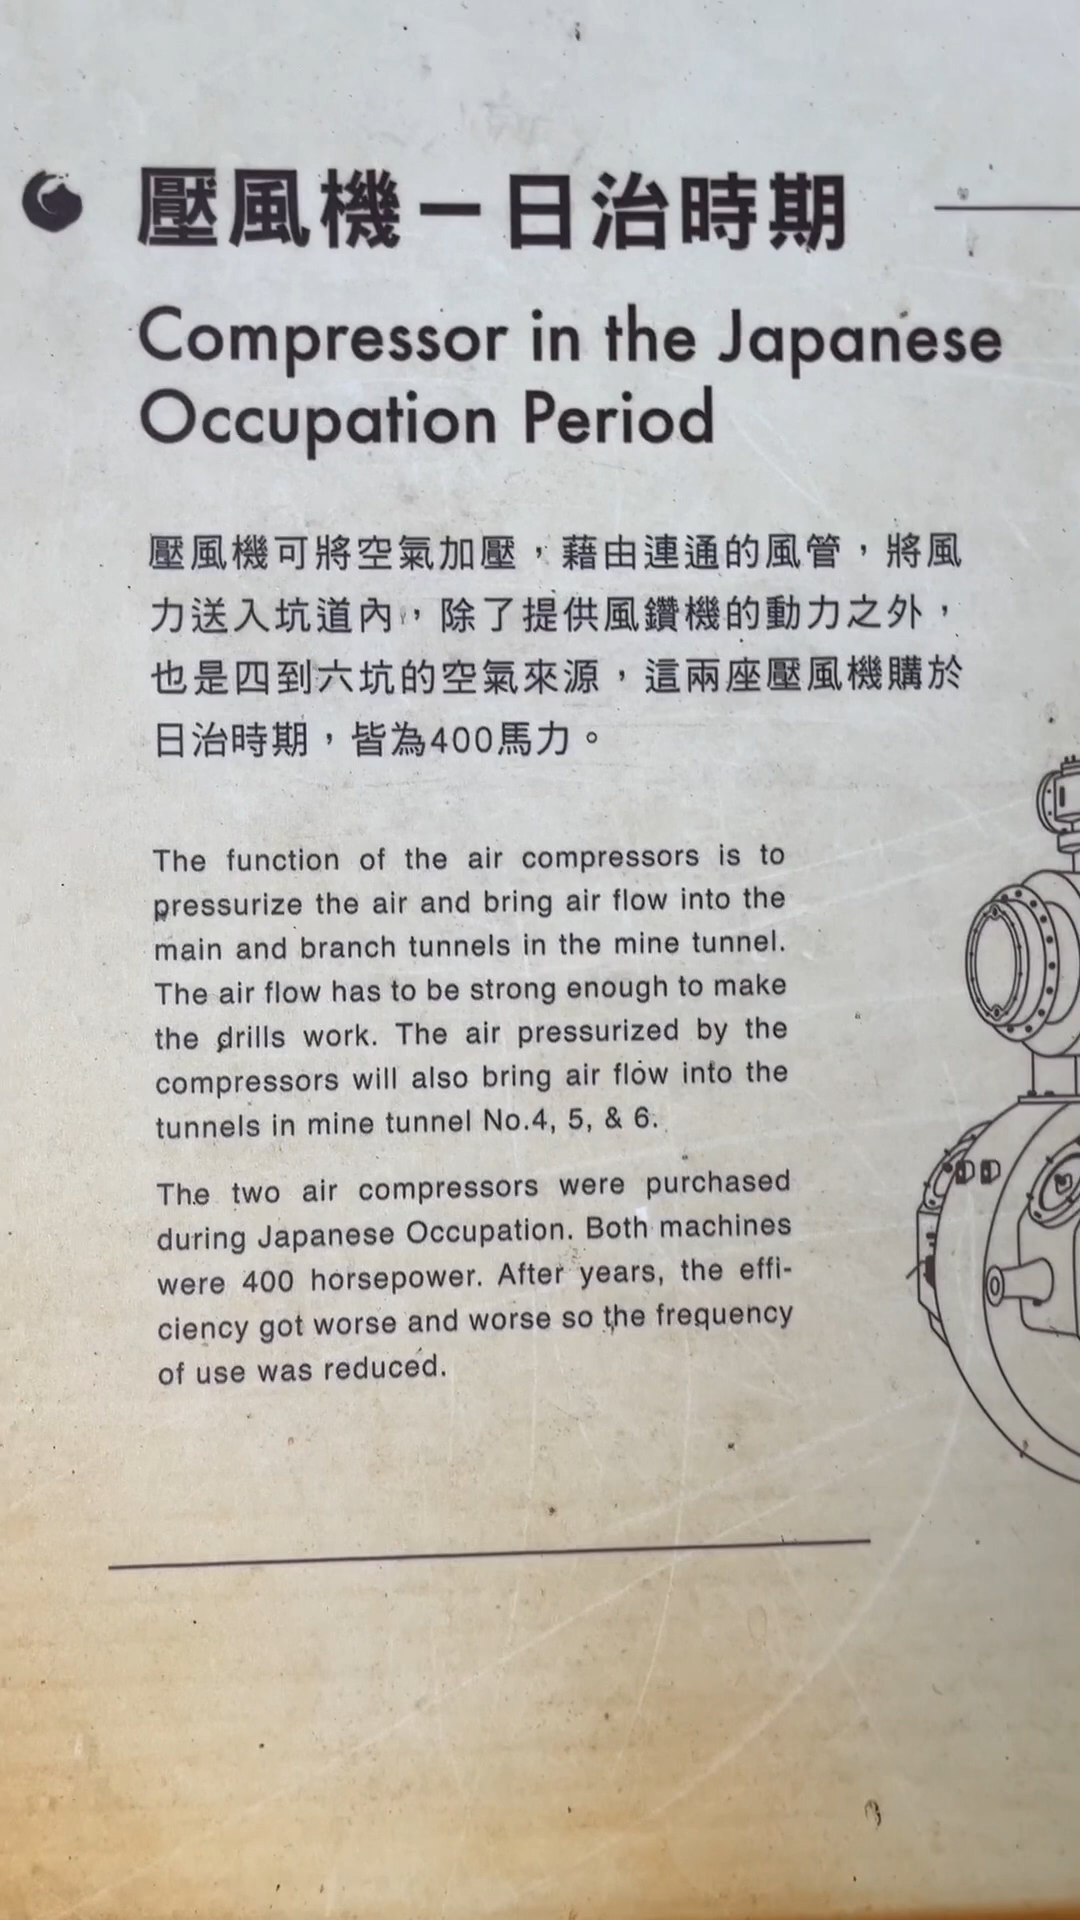 壓風機－日治時期
Compressor in the Japanese
Occupation Period
壓風機可將空氣加壓，藉由連通的風管，將風
力送入坑道內，除了提供風鑽機的動力之外，
也是四到六坑的空氣來源，這兩座壓風機購於
日治時期，皆為400馬力。
The function of the air compressors is to
pressurize the air and bring air flow into the
main and branch tunnels in the mine tunnel.
The air flow has to be strong enough to make
the drills work. The air pressurized by the
compressors will also bring air flow into the
tunnels in mine tunnel No.4, 5, & 6.
The two air compressors were purchased
during Japanese Occupation. Both machines
were 400 horsepower. After years, the effi-
ciency got worse and worse so the frequency
of use was reduced.